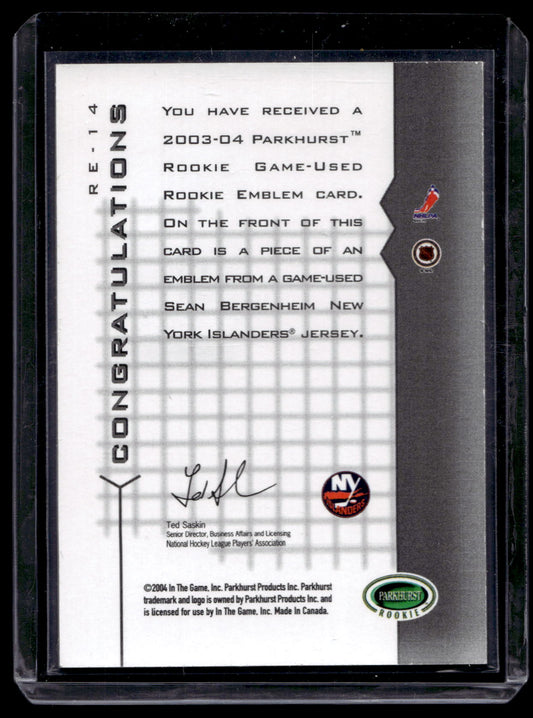 RE-14
CONGRATULATIONS
YOU HAVE RECEIVED A
2003-04 PARKHURST™
ROOKIE GAME-USED
ROOKIE EMBLEM CARD.
ON THE FRONT OF THIS
CARD IS A PIECE OF AN
EMBLEM FROM A GAME-USED
SEAN BERGENHEIM NEW
YORK ISLANDERS® JERSEY.
NHLPA
NY
ISLANDERS
Ted Saskin
Senior Director, Business Affairs and Licensing
National Hockey League Players' Association
©2004 In The Game, Inc. Parkhurst Products Inc. Parkhurst
trademark and logo is owned by Parkhurst Products Inc. and
is licensed for use by In The Game, Inc. Made In Canada.
PARKHURST
ROOKIE